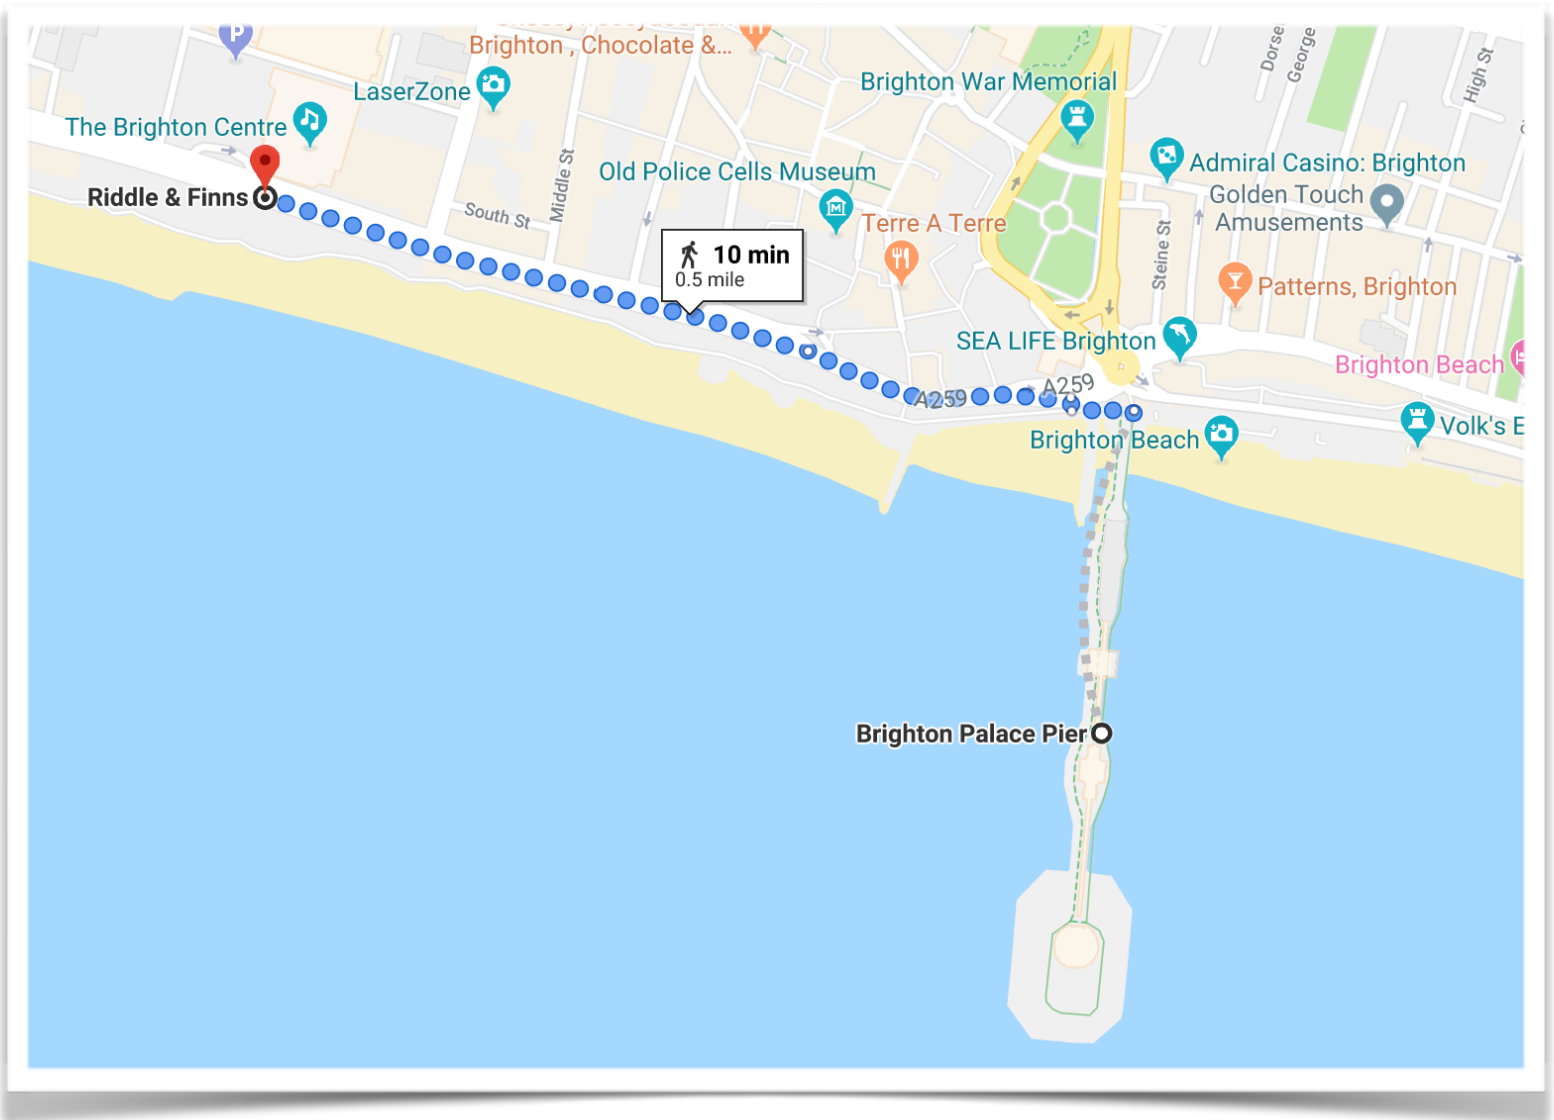 P
Brighton , Chocolate &...
LaserZone
The Brighton Centre
Brighton War Memorial
Dorse
George
High St
Riddle & Finns
South St
Middle St
Old Police Cells Museum
Terre A Terre
Admiral Casino: Brighton
Golden Touch
Amusements
Steine St
10 min
0.5 mile
Patterns, Brighton
SEA LIFE Brighton
Brighton Beach
A259
A259
Brighton Beach
Volk's E
Brighton Palace Pier